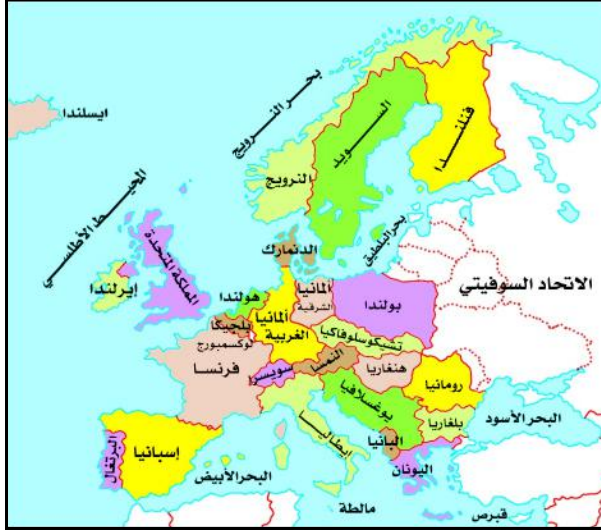 ايسلندا
بحر النرويج
السويد
فنلندا
النرويج
المحيط الأطلسي
المملكة المتحدة
إيرلندا
الدنمارك
بحر البلطيق
الاتحاد السوفيتي
هولندا
ألمانيا
الغربية
ألمانيا
الشرقية
بولندا
بلجيكا
لوكسمبورج
تشيكوسلوفاكيا
فرنسا
سويسرا
النمسا
هنغاريا
رومانيا
يوغسلافيا
بلغاريا
البحر الأسود
إيطاليا
البانيا
اليونان
إسبانيا
البرتغال
البحر الأبيض
مالطة
قبرص